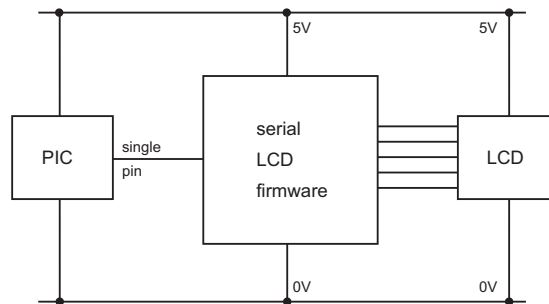 5V
5V
PIC
single
pin
serial
LCD
firmware
LCD
0V
0V